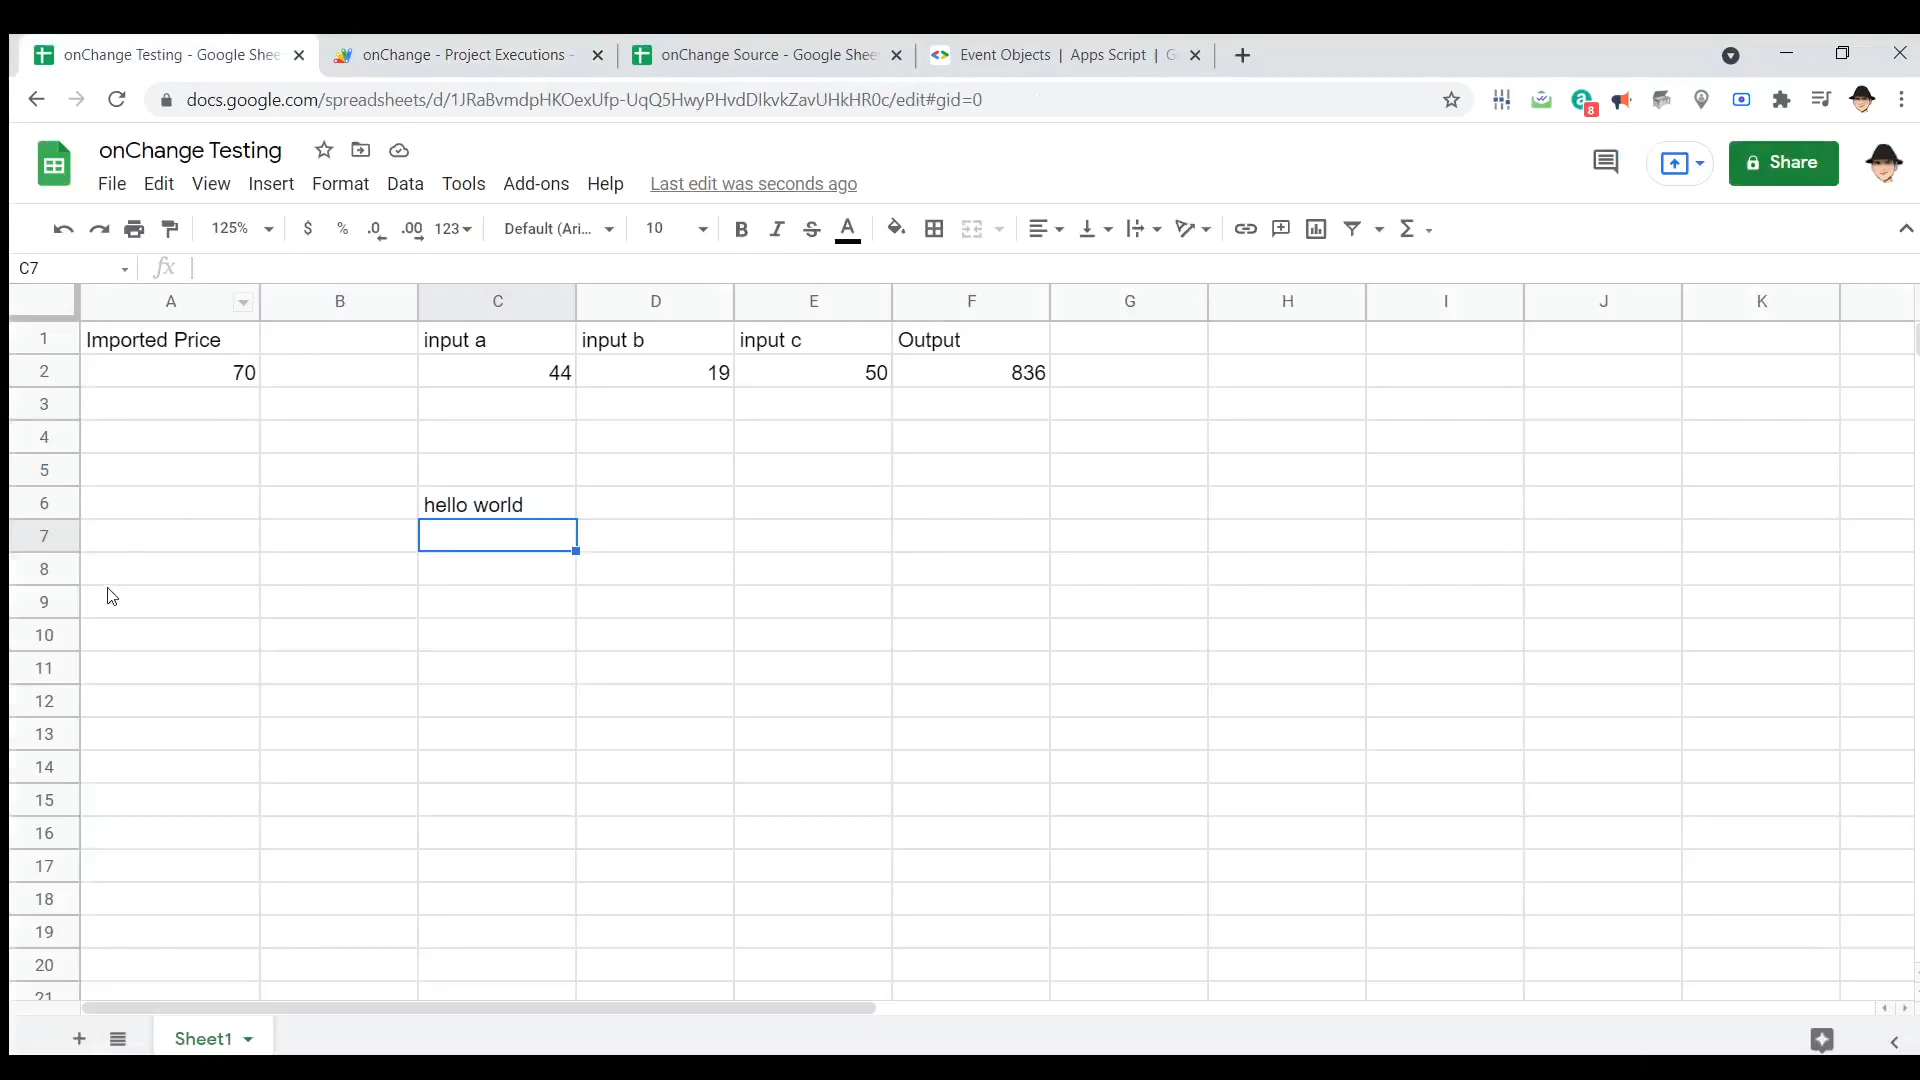 onChange Testing - Google Shee
onChange - Project Executions -
onChange Source - Google Shee
Event Objects | Apps Script | G
docs.google.com/spreadsheets/d/1JRaBvmdpHKOexUfp-UqQ5HwyPHvdDIkvkZavUHkHR0c/edit#gid=0
8
onChange Testing
Share
File Edit View Insert Format Data Tools Add-ons Help Last edit was seconds ago
125% $ % .0 .00 123 Default (Ari... 10 B I S A Σ
C7 fx
A B C D E F G H I J K
1 Imported Price input a input b input c Output
2 70 44 19 50 836
3
4
5
6 hello world
7
8
9
10
11
12
13
14
15
16
17
18
19
20
21
Sheet1